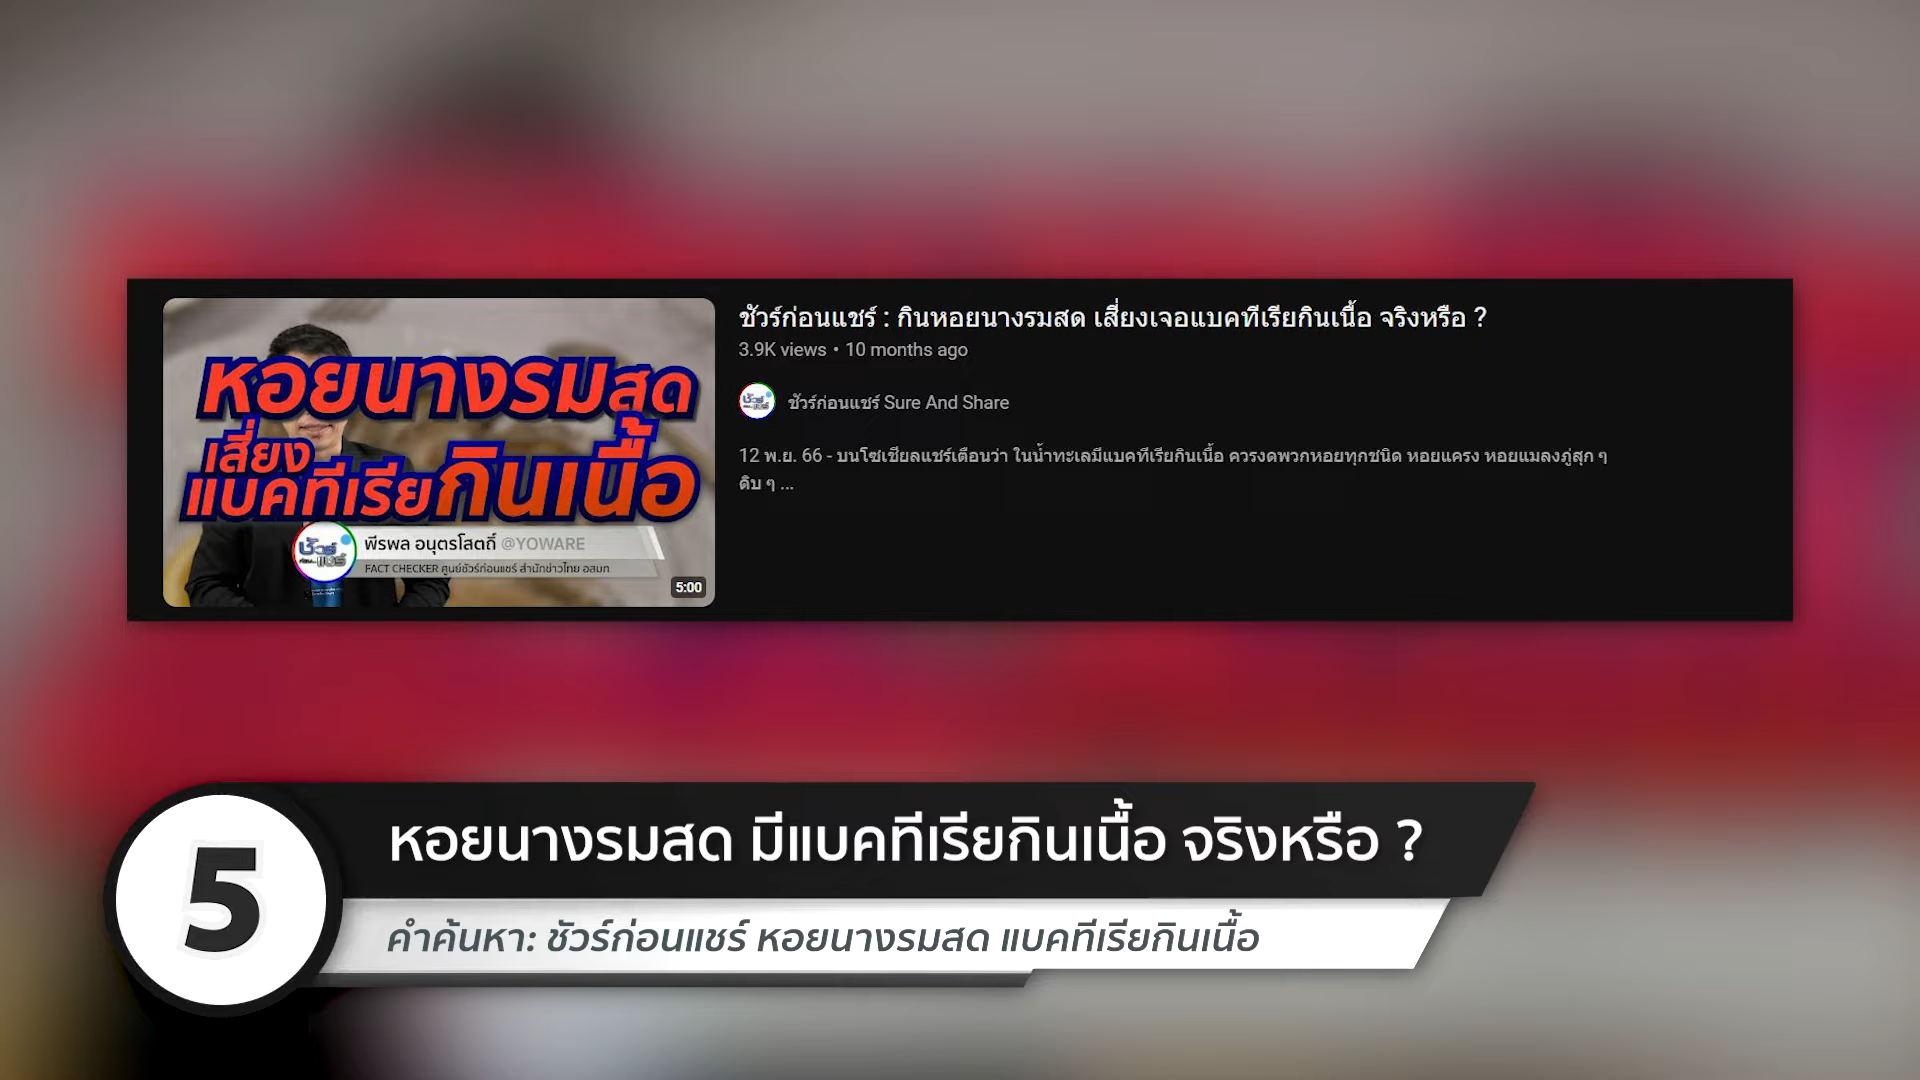 หอยนางรมสด
เสี่ยง
แบคทีเรียกินเนื้อ
ชัวร์ก่อนแชร์
พีรพล อนุตรโสตถิ์ @YOWARE
FACT CHECKER ศูนย์ชัวร์ก่อนแชร์ สำนักข่าวไทย อสมท
5:00
ชัวร์ก่อนแชร์ : กินหอยนางรมสด เสี่ยงเจอแบคทีเรียกินเนื้อ จริงหรือ ?
3.9K views • 10 months ago
ชัวร์ก่อนแชร์ Sure And Share
12 พ.ย. 66 - บนโซเชียลแชร์เตือนว่า ในน้ำทะเลมีแบคทีเรียกินเนื้อ ควรงดพวกหอยทุกชนิด หอยแครง หอยแมลงภู่สุก ๆ
ดิบ ๆ ...
5
หอยนางรมสด มีแบคทีเรียกินเนื้อ จริงหรือ ?
คำค้นหา: ชัวร์ก่อนแชร์ หอยนางรมสด แบคทีเรียกินเนื้อ